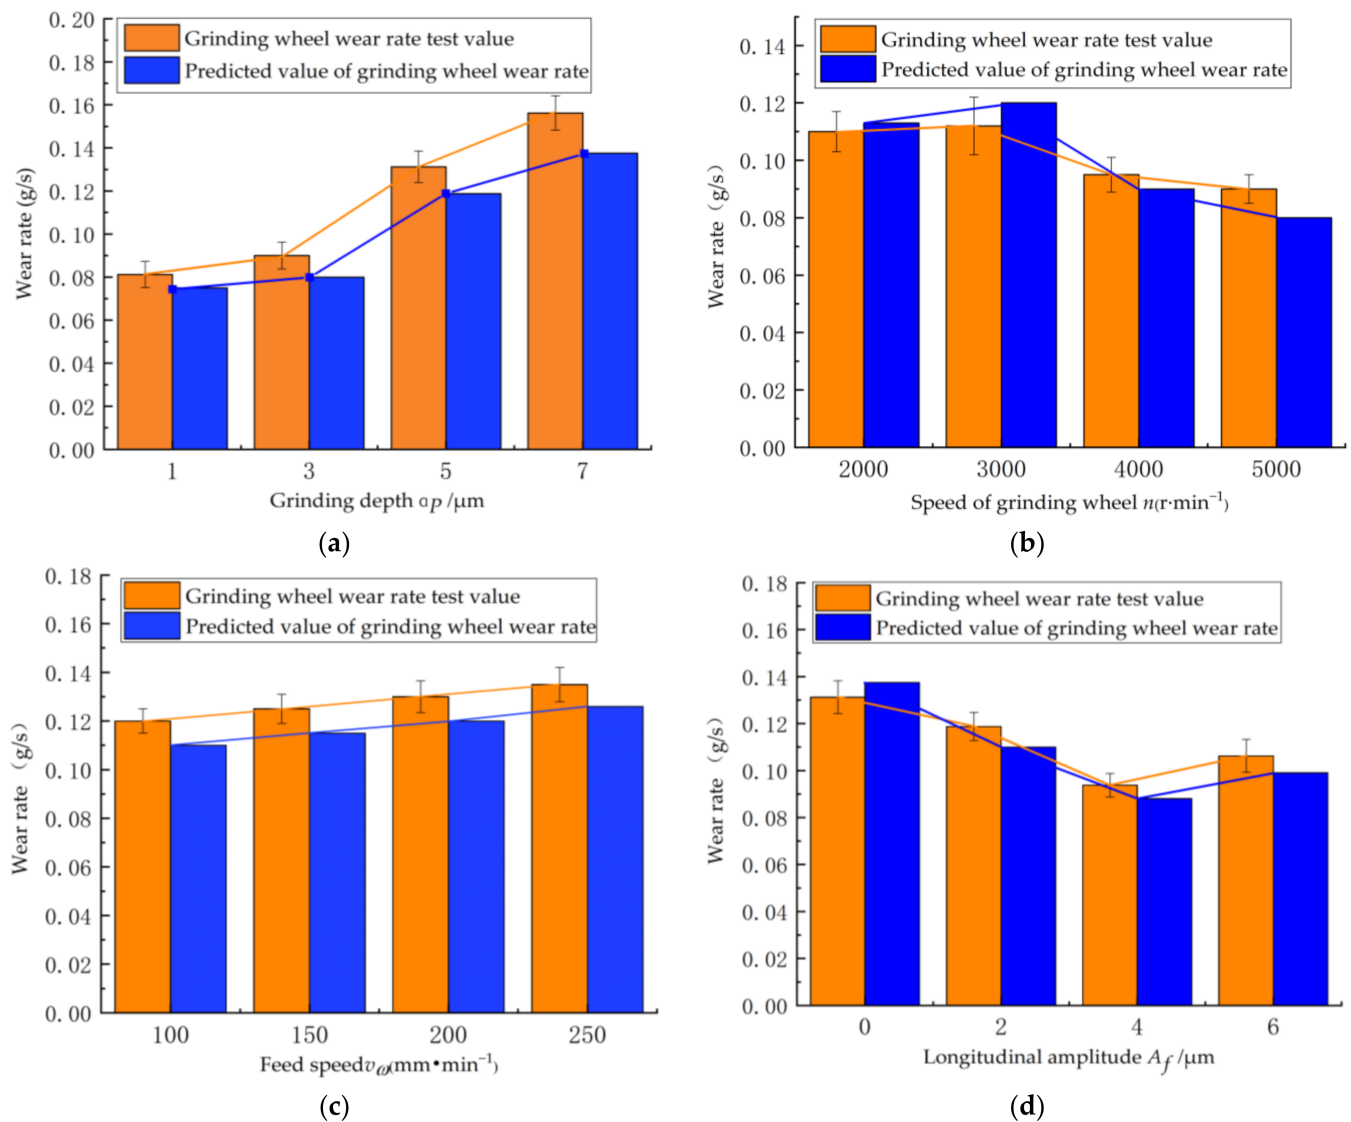 0. 20
0. 18
0. 16
0. 14
0. 12
0. 10
0. 08
0. 06
0. 04
0. 02
0. 00
Wear rate (g/s)
Grinding wheel wear rate test value
Predicted value of grinding wheel wear rate
1 3 5 7
Grinding depth ɑp /μm
(a)
0. 14
0. 12
0. 10
0. 08
0. 06
0. 04
0. 02
0. 00
Wear rate（g/s）
Grinding wheel wear rate test value
Predicted value of grinding wheel wear rate
2000 3000 4000 5000
Speed of grinding wheel n(r·min⁻¹)
(b)
0. 18
0. 16
0. 14
0. 12
0. 10
0. 08
0. 06
0. 04
0. 02
0. 00
Wear rate（g/s）
Grinding wheel wear rate test value
Predicted value of grinding wheel wear rate
100 150 200 250
Feed speedvω(mm•min⁻¹)
(c)
0. 18
0. 16
0. 14
0. 12
0. 10
0. 08
0. 06
0. 04
0. 02
0. 00
Wear rate（g/s）
Grinding wheel wear rate test value
Predicted value of grinding wheel wear rate
0 2 4 6
Longitudinal amplitude Af /μm
(d)